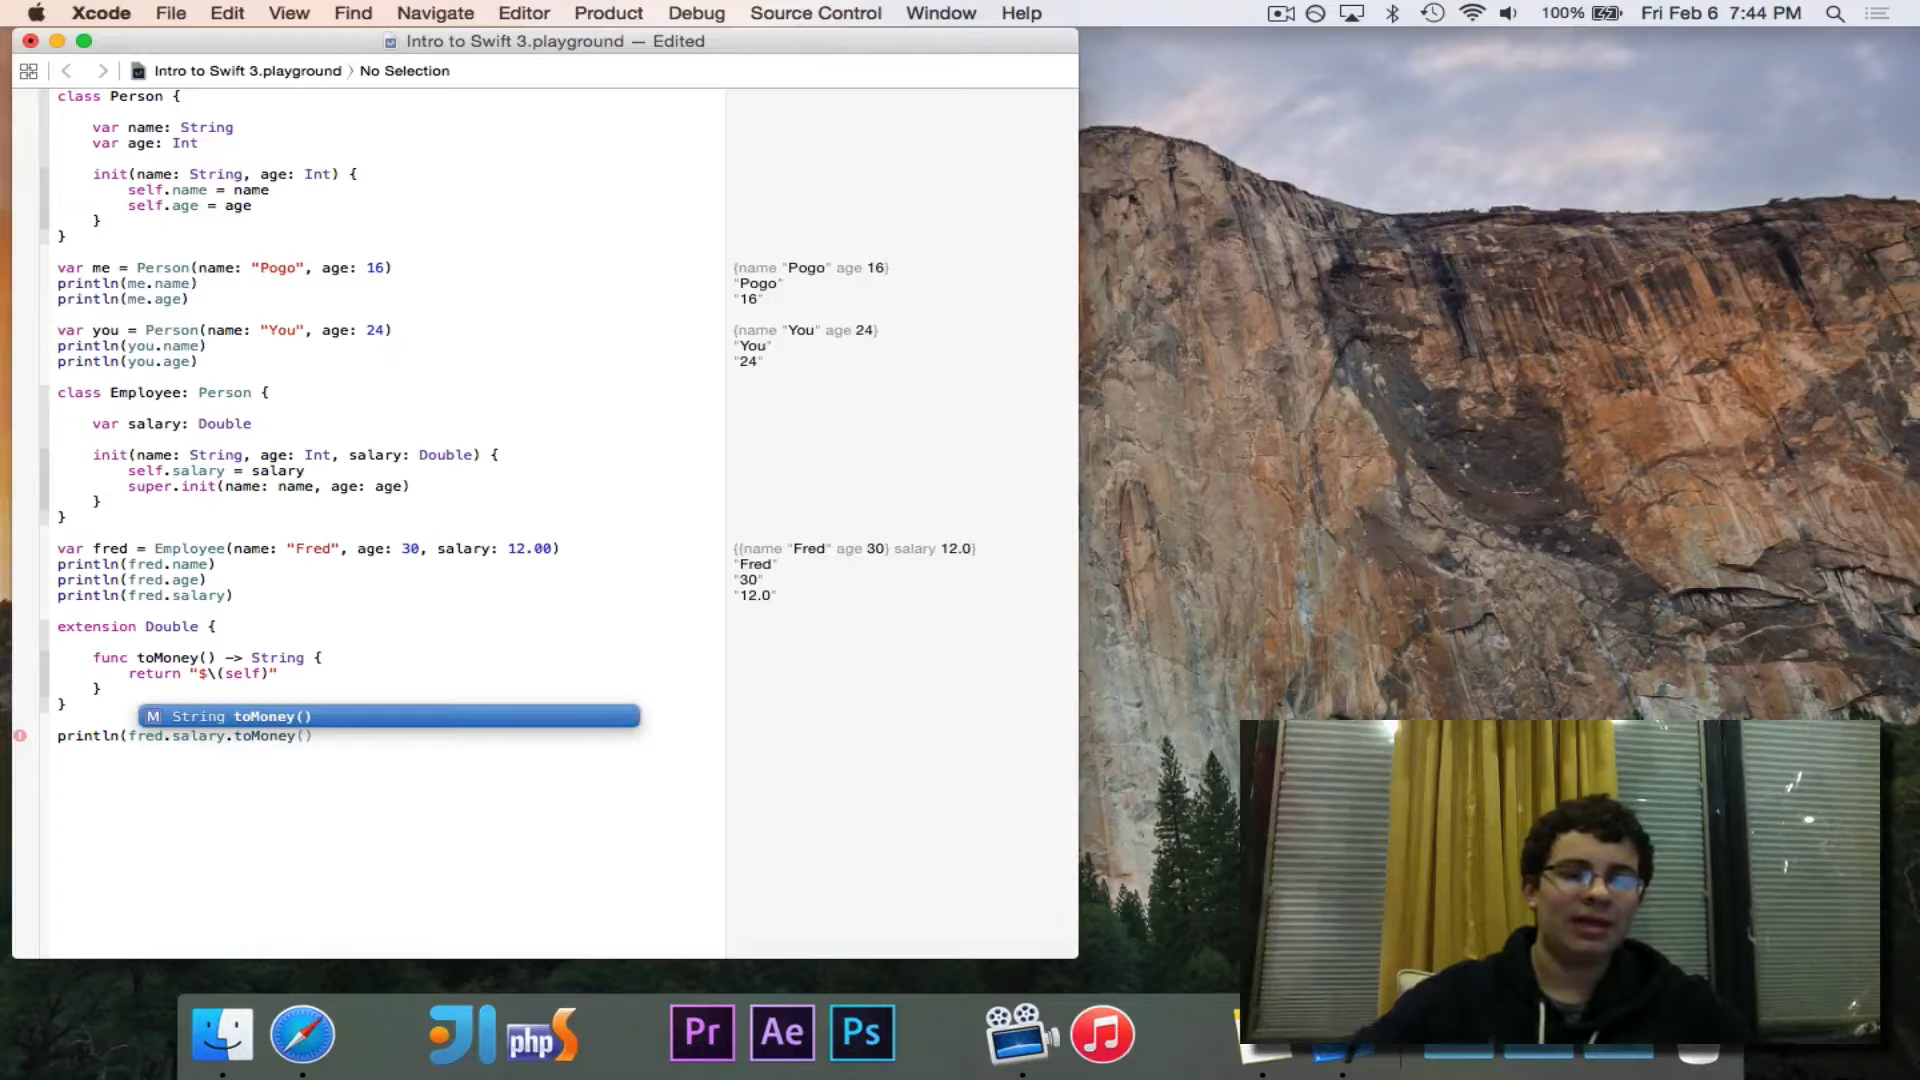 Xcode File Edit View Find Navigate Editor Product Debug Source Control Window Help 100% Fri Feb 6 7:44 PM
Intro to Swift 3.playground — Edited
Intro to Swift 3.playground No Selection
class Person {
var name: String
var age: Int
init(name: String, age: Int) {
self.name = name
self.age = age
}
}
var me = Person(name: "Pogo", age: 16) {name "Pogo" age 16}
println(me.name) "Pogo"
println(me.age) "16"
var you = Person(name: "You", age: 24) {name "You" age 24}
println(you.name) "You"
println(you.age) "24"
class Employee: Person {
var salary: Double
init(name: String, age: Int, salary: Double) {
self.salary = salary
super.init(name: name, age: age)
}
}
var fred = Employee(name: "Fred", age: 30, salary: 12.00) {{name "Fred" age 30} salary 12.0}
println(fred.name) "Fred"
println(fred.age) "30"
println(fred.salary) "12.0"
extension Double {
func toMoney() -> String {
return "$\(self)"
}
}
M String toMoney()
println(fred.salary.toMoney()
JI php S Pr Ae Ps